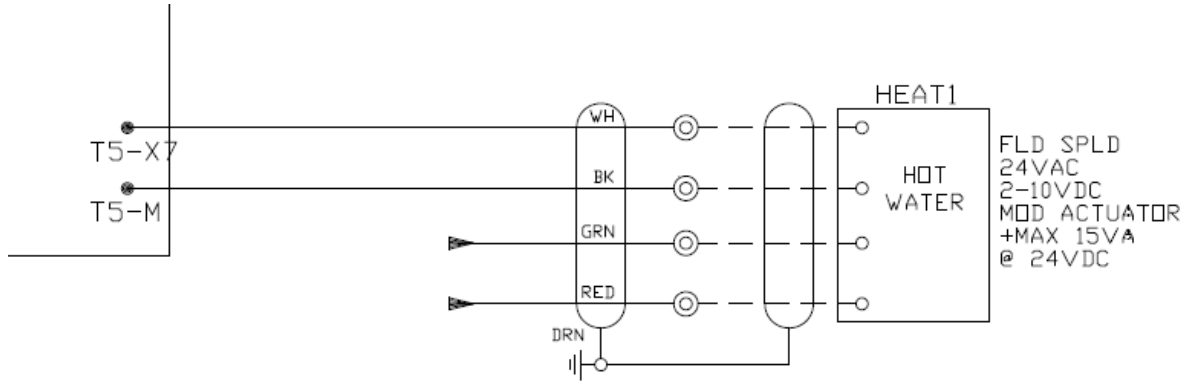 HEAT1
WH
T5-X7
FLD SPLD
24VAC
2-10VDC
MOD ACTUATOR
+MAX 15VA
@ 24VDC
HOT
WATER
BK
T5-M
GRN
RED
DRN